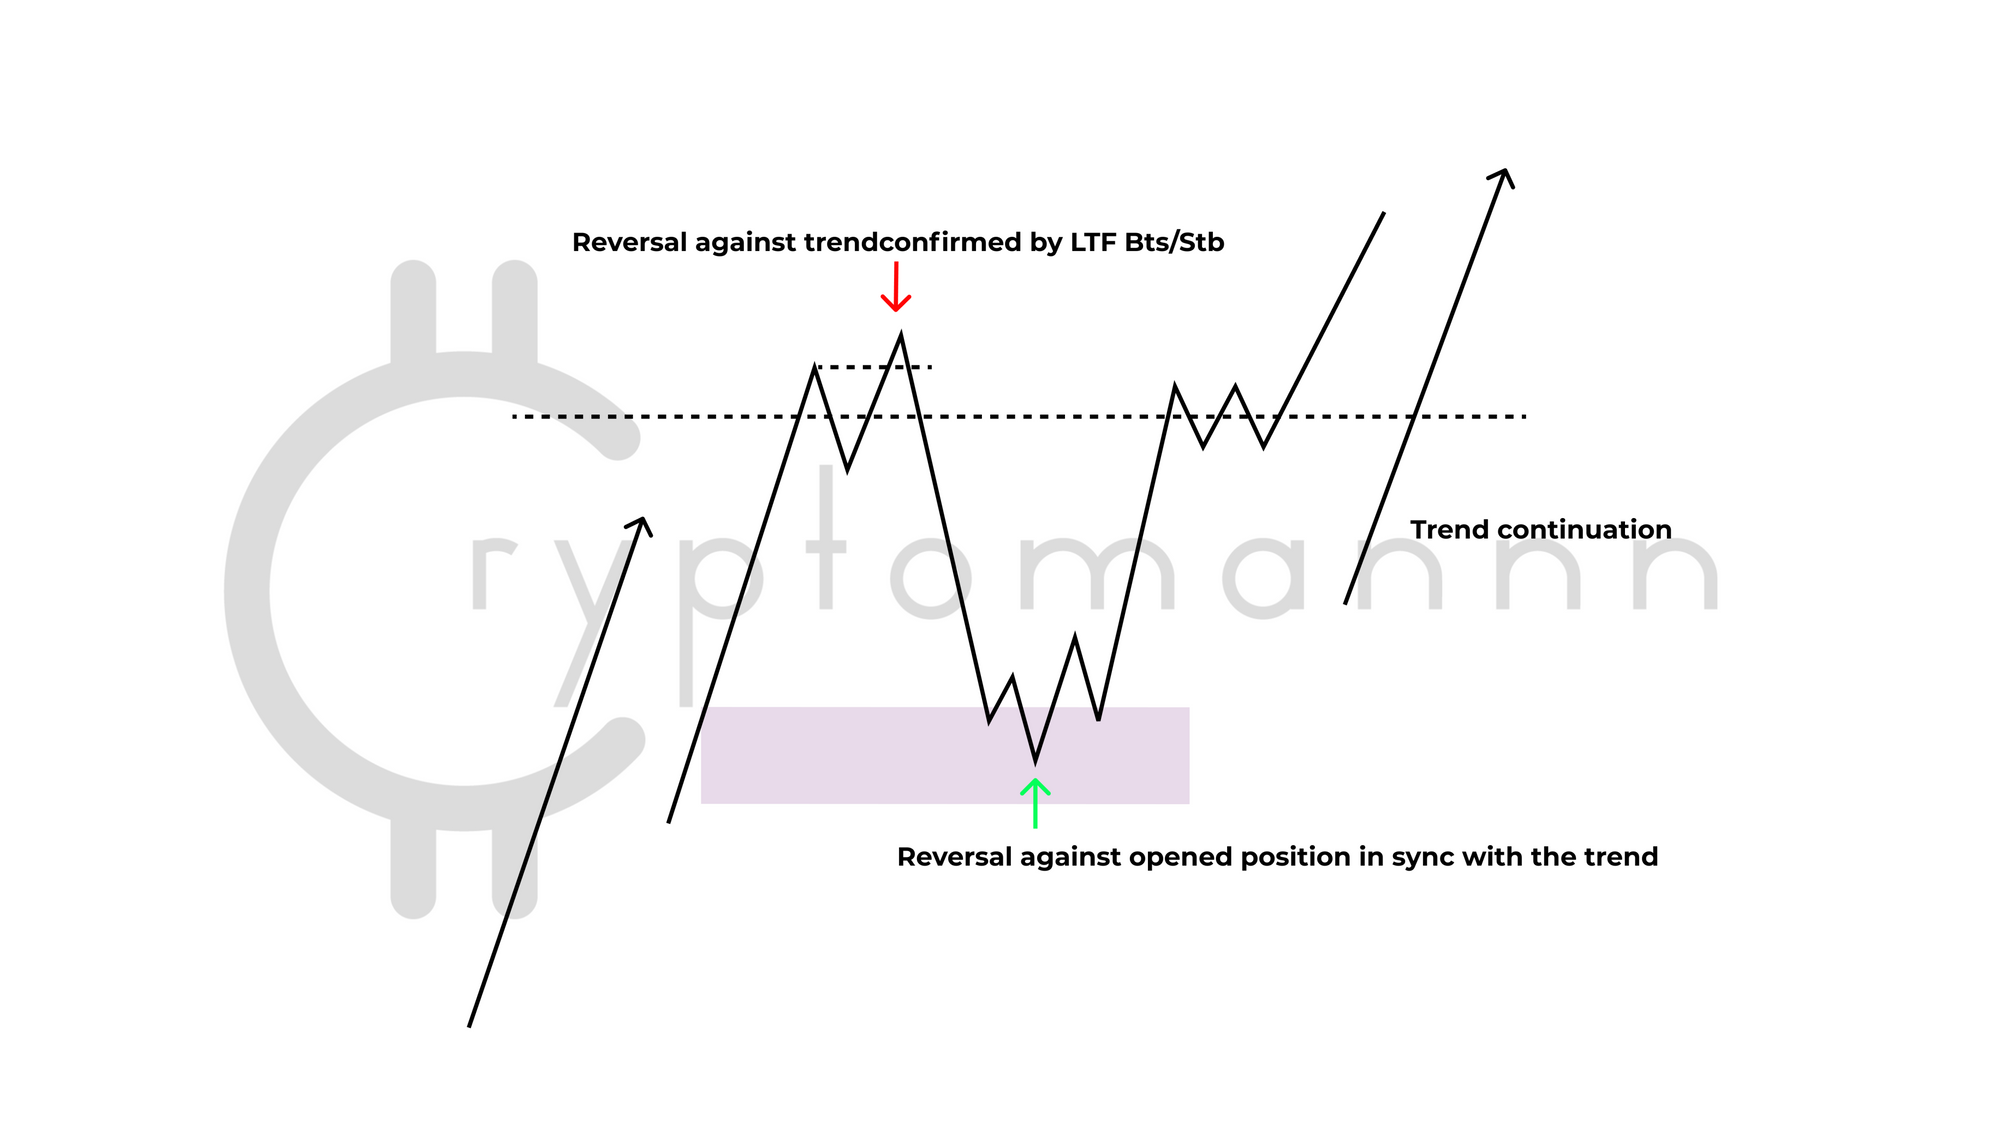 Reversal against trendconfirmed by LTF Bts/Stb
Cryptomannn
Trend continuation
Reversal against opened position in sync with the trend